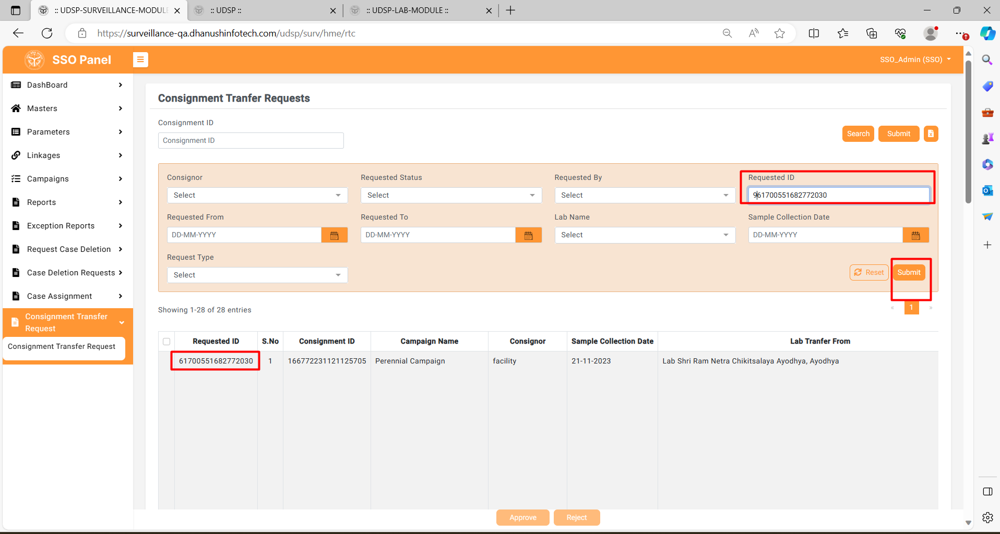 :: UDSP-SURVEILLANCE-MODULE
:: UDSP ::
:: UDSP-LAB-MODULE ::
https://surveillance-qa.dhanushinfotech.com/udsp/surv/hme/rtc
SSO Panel
SSO_Admin (SSO)
DashBoard
Masters
Parameters
Linkages
Campaigns
Reports
Exception Reports
Request Case Deletion
Case Deletion Requests
Case Assignment
Consignment Transfer
Request
Consignment Transfer Request
Consignment Tranfer Requests
Consignment ID
Consignment ID
Search
Submit
Consignor
Requested Status
Requested By
Requested ID
Select
Select
Select
961700551682772030
Requested From
Requested To
Lab Name
Sample Collection Date
DD-MM-YYYY
DD-MM-YYYY
Select
DD-MM-YYYY
Request Type
Select
Reset
Submit
Showing 1-28 of 28 entries
« 1 »
Requested ID S.No Consignment ID Campaign Name Consignor Sample Collection Date Lab Tranfer From
61700551682772030 1 166772231121125705 Perennial Campaign facility 21-11-2023 Lab Shri Ram Netra Chikitsalaya Ayodhya, Ayodhya
Approve
Reject